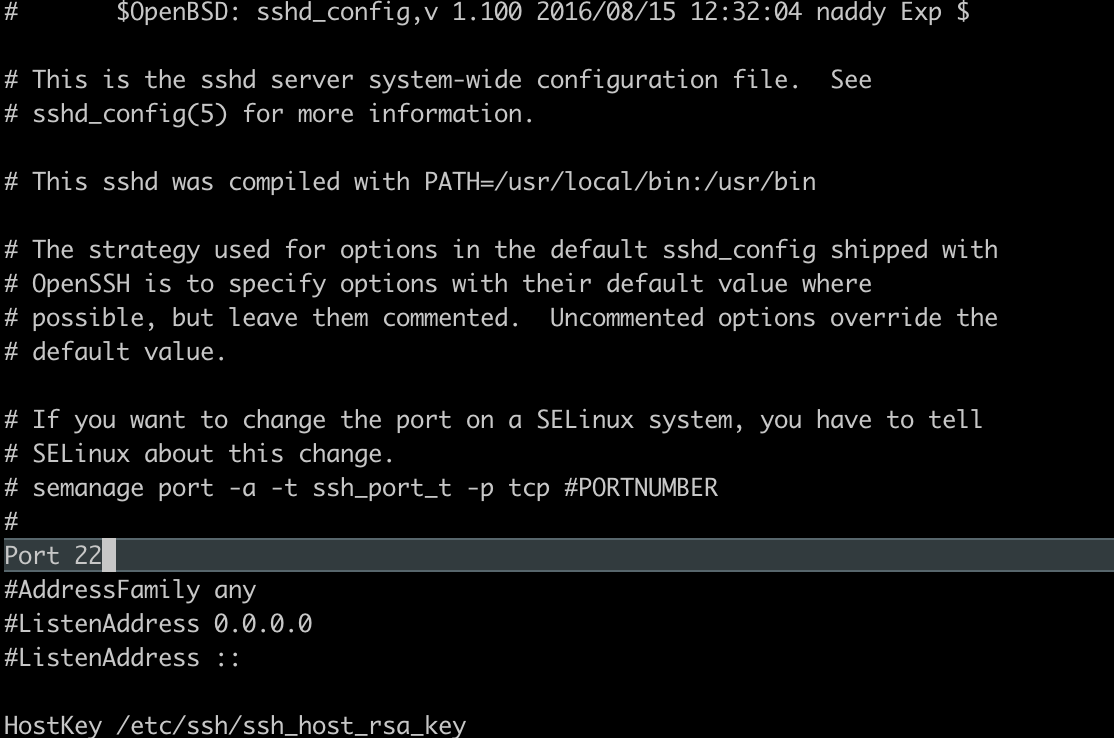 #       $OpenBSD: sshd_config,v 1.100 2016/08/15 12:32:04 naddy Exp $
# This is the sshd server system-wide configuration file.  See
# sshd_config(5) for more information.
# This sshd was compiled with PATH=/usr/local/bin:/usr/bin
# The strategy used for options in the default sshd_config shipped with
# OpenSSH is to specify options with their default value where
# possible, but leave them commented.  Uncommented options override the
# default value.
# If you want to change the port on a SELinux system, you have to tell
# SELinux about this change.
# semanage port -a -t ssh_port_t -p tcp #PORTNUMBER
#
Port 22
#AddressFamily any
#ListenAddress 0.0.0.0
#ListenAddress ::
HostKey /etc/ssh/ssh_host_rsa_key